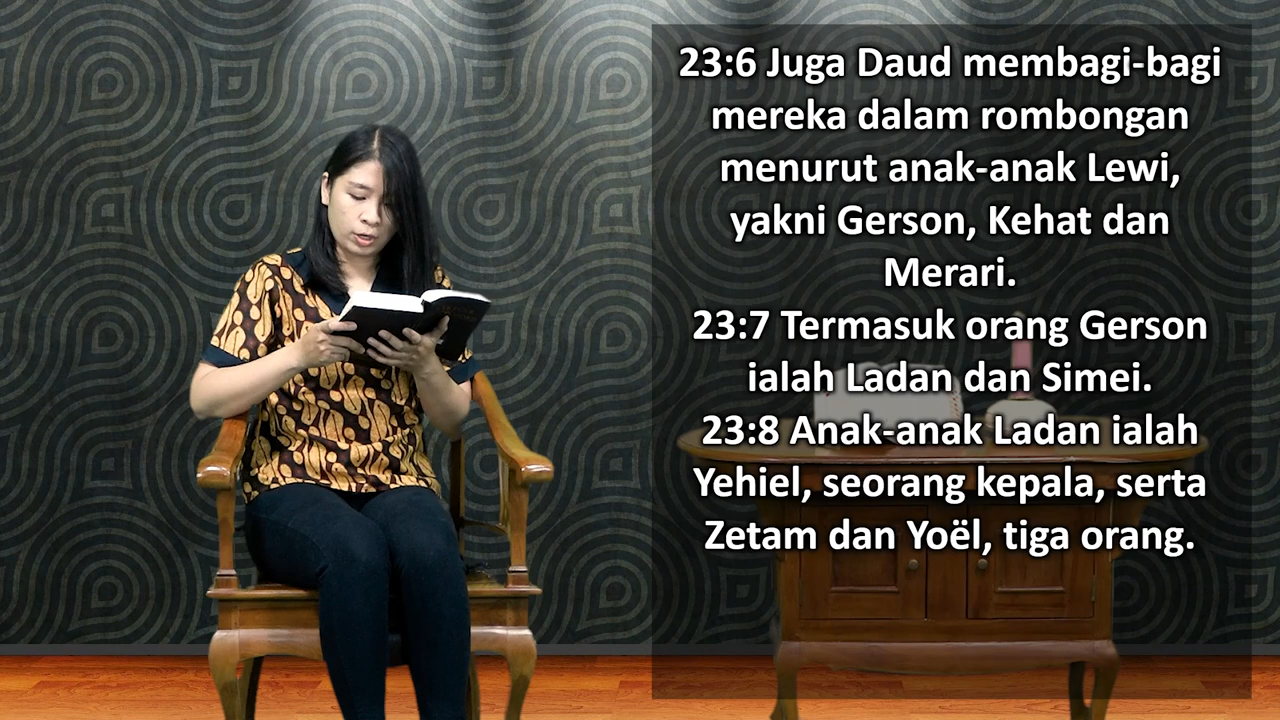 23:6 Juga Daud membagi-bagi
mereka dalam rombongan
menurut anak-anak Lewi,
yakni Gerson, Kehat dan
Merari.
23:7 Termasuk orang Gerson
ialah Ladan dan Simei.
23:8 Anak-anak Ladan ialah
Yehiel, seorang kepala, serta
Zetam dan Yoël, tiga orang.